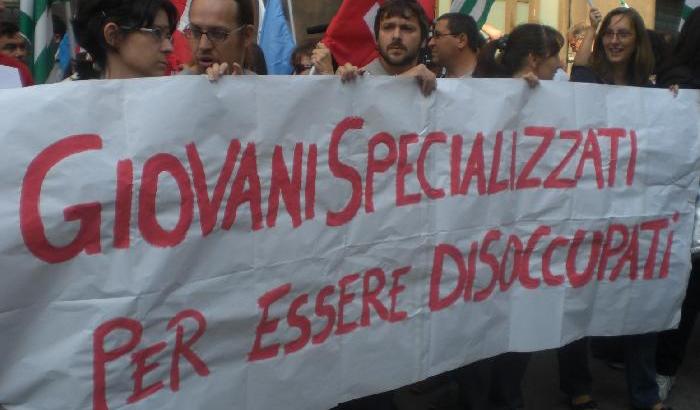 GIOVANI SPECIALIZZATI
PER ESSERE DISOCCUPATi